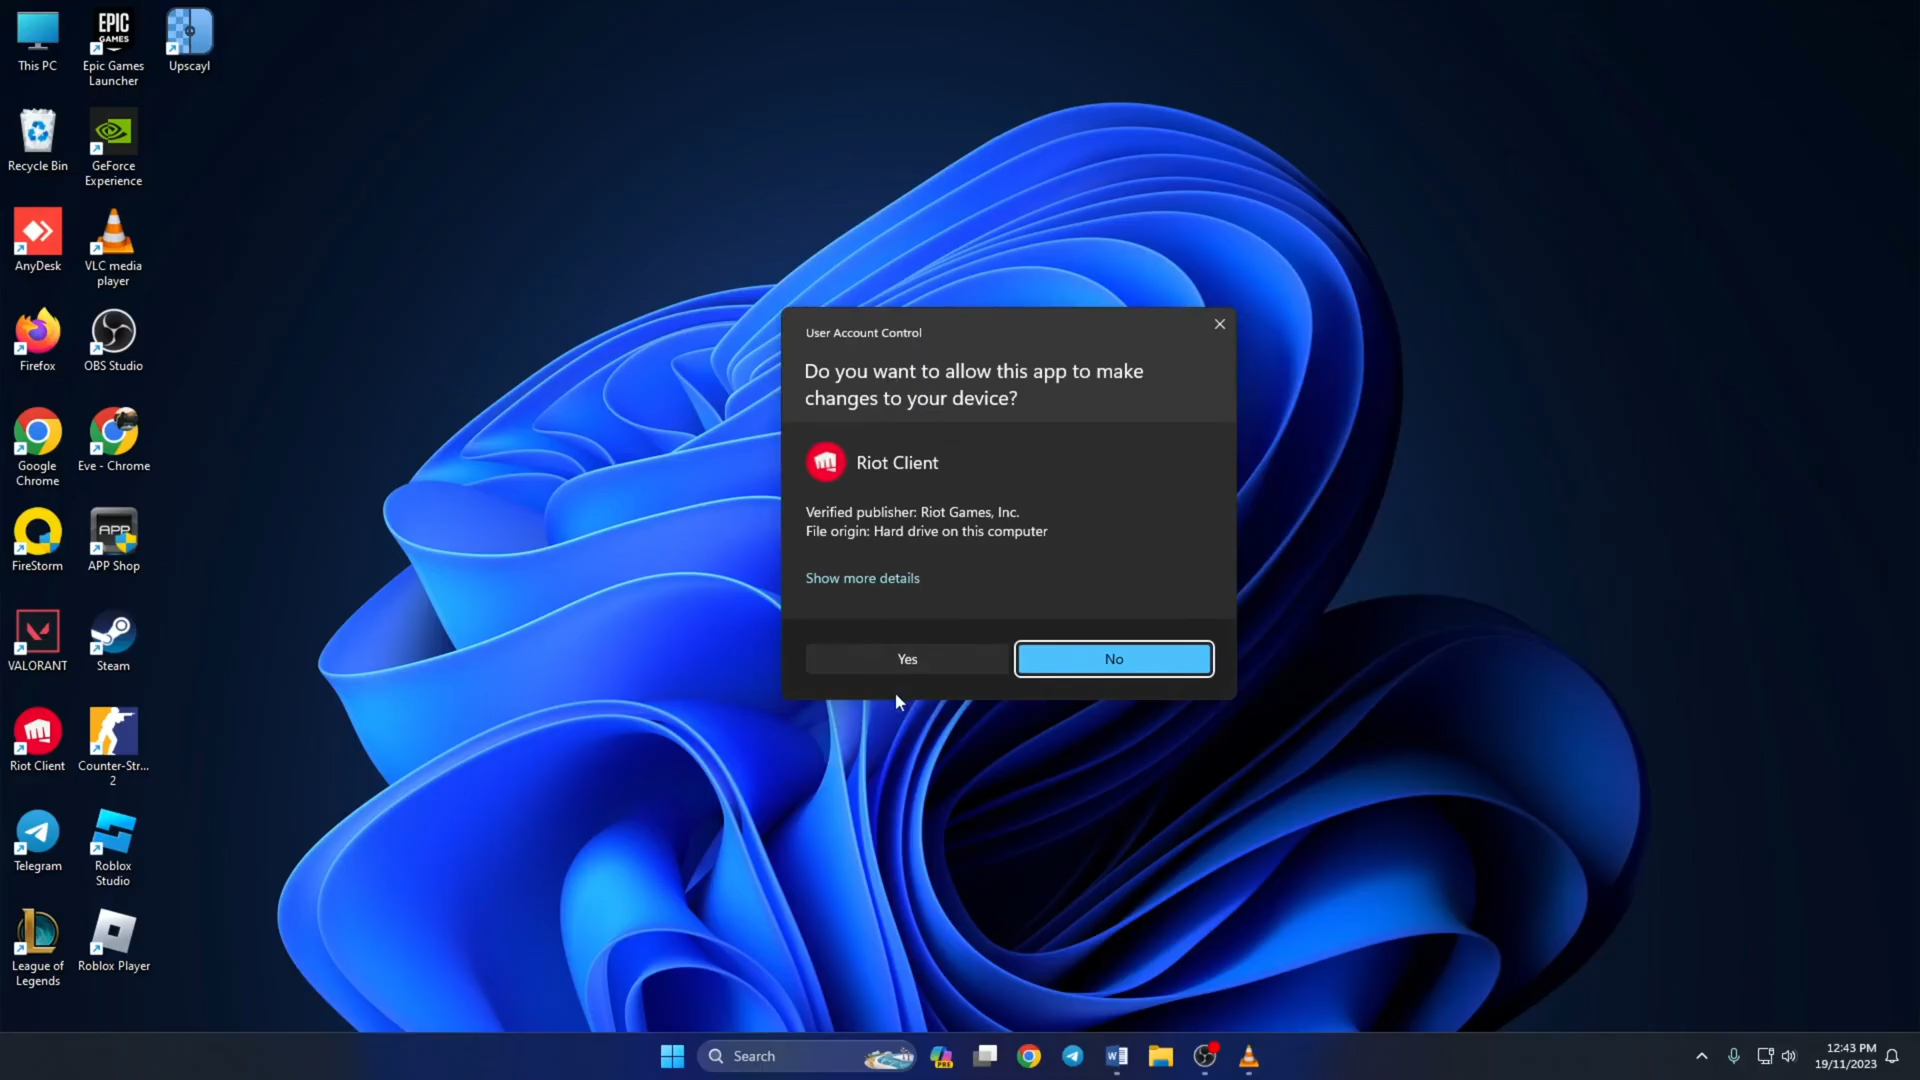 This PC
EPIC
GAMES
Epic Games
Launcher
Upscayl
Recycle Bin
GeForce
Experience
AnyDesk
VLC media
player
Firefox
OBS Studio
Google
Chrome
Eve - Chrome
FireStorm
APP
APP Shop
VALORANT
Steam
Riot Client
Counter-Str...
2
Telegram
Roblox
Studio
League of
Legends
Roblox Player
User Account Control
Do you want to allow this app to make
changes to your device?
Riot Client
Verified publisher: Riot Games, Inc.
File origin: Hard drive on this computer
Show more details
Yes
No
Search
PRE
W
12:43 PM
19/11/2023